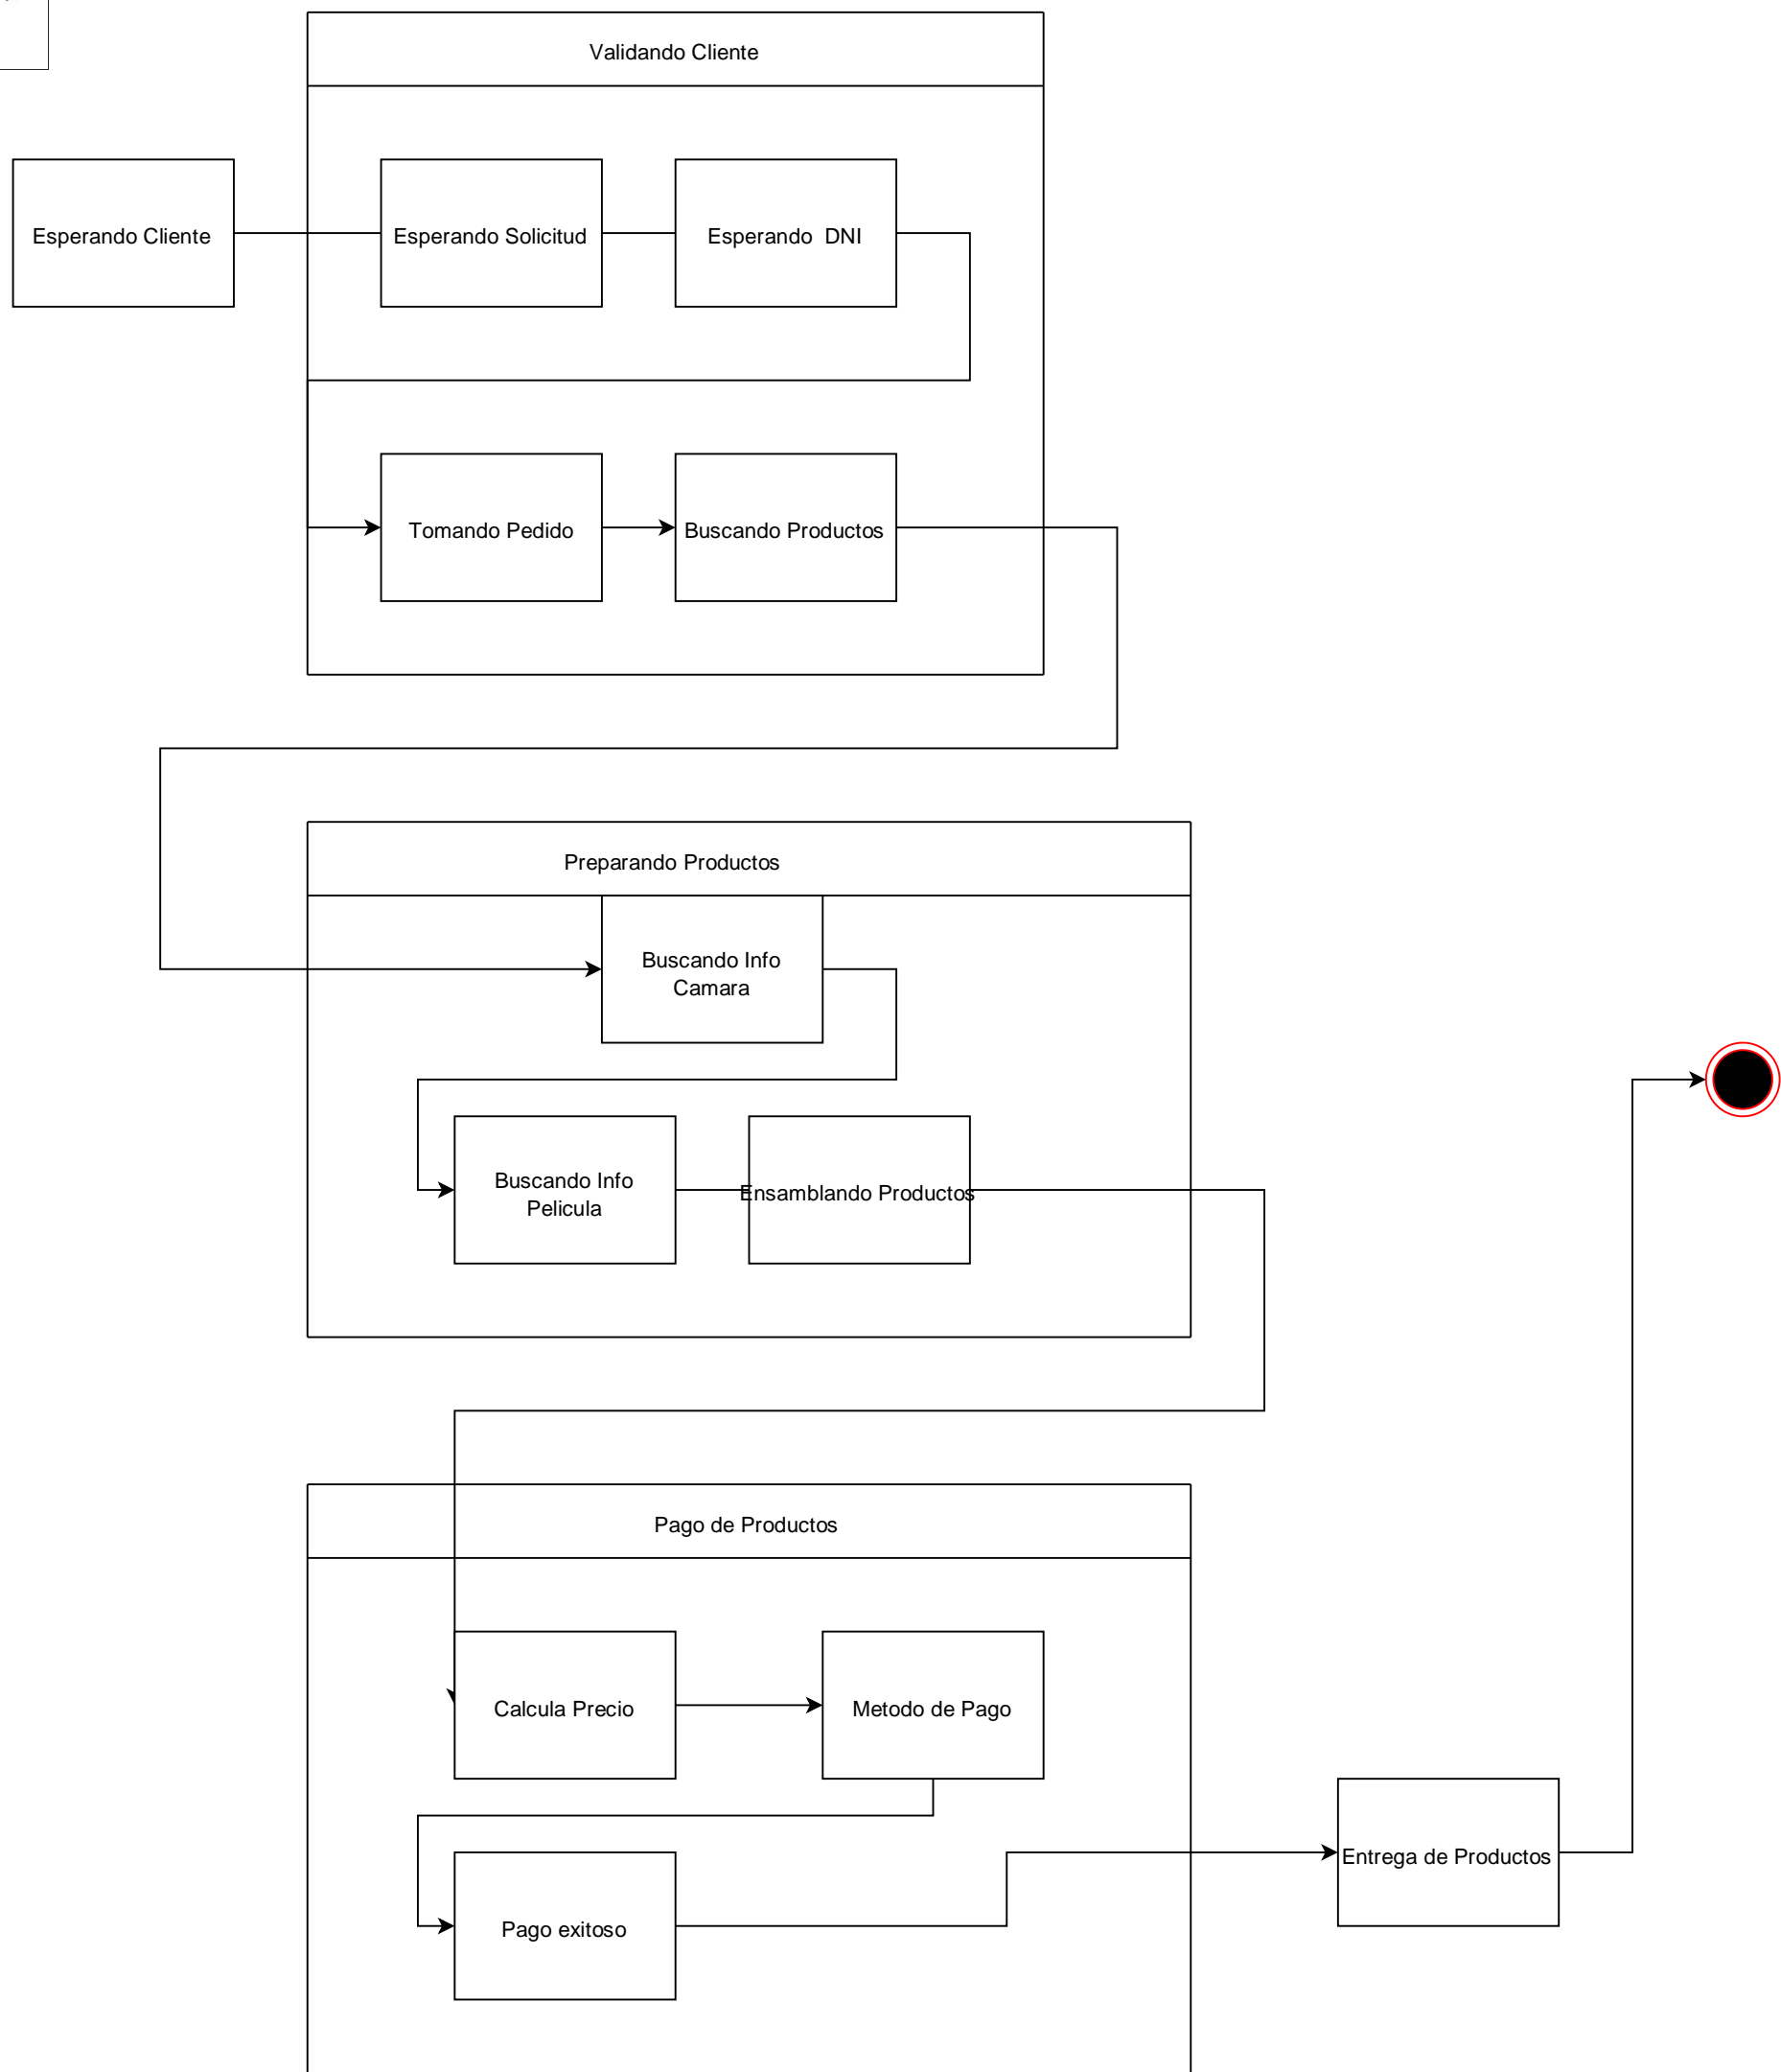 Validando Cliente
Esperando Cliente
Esperando Solicitud
Esperando  DNI
Tomando Pedido
Buscando Productos
Preparando Productos
Buscando Info
Camara
Buscando Info
Pelicula
Ensamblando Productos
Pago de Productos
Calcula Precio
Metodo de Pago
Entrega de Productos
Pago exitoso